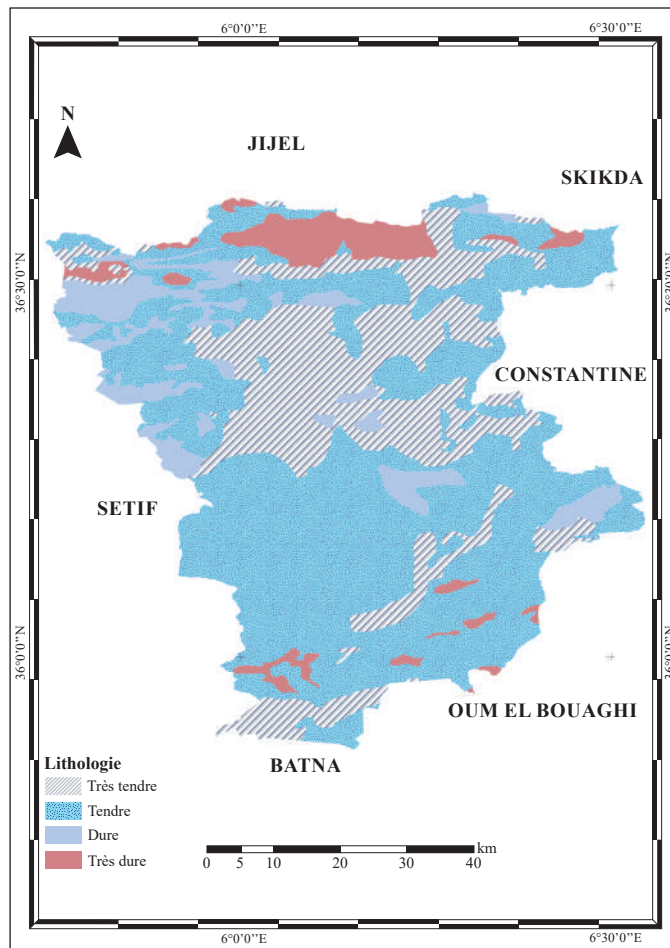 6°0’0’’E 6°30’0’’E
N
JIJEL
SKIKDA
36°30’0’’N 36°30’0’’N
CONSTANTINE
SETIF
36°0’0’’N 36°0’0’’N
OUM EL BOUAGHI
BATNA
Lithologie
Très tendre
Tendre
Dure
Très dure
km
0 5 10 20 30 40
6°0’0’’E 6°30’0’’E